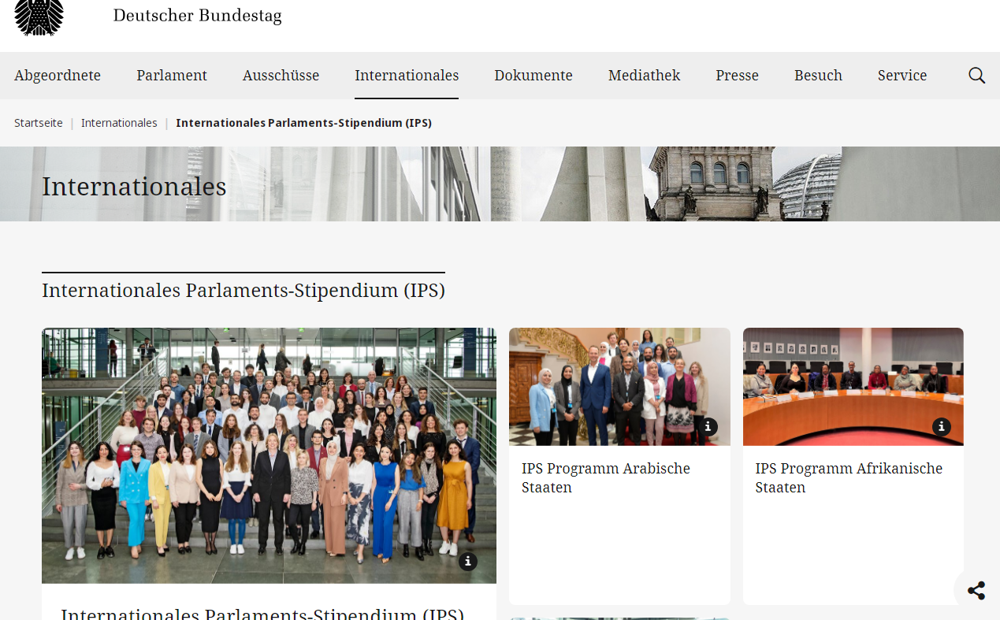 Deutscher Bundestag
Abgeordnete Parlament Ausschüsse Internationales Dokumente Mediathek Presse Besuch Service
Startseite | Internationales | Internationales Parlaments-Stipendium (IPS)
Internationales
Internationales Parlaments-Stipendium (IPS)
IPS Programm Arabische
Staaten
IPS Programm Afrikanische
Staaten
Internationales Parlaments-Stipendium (IPS)